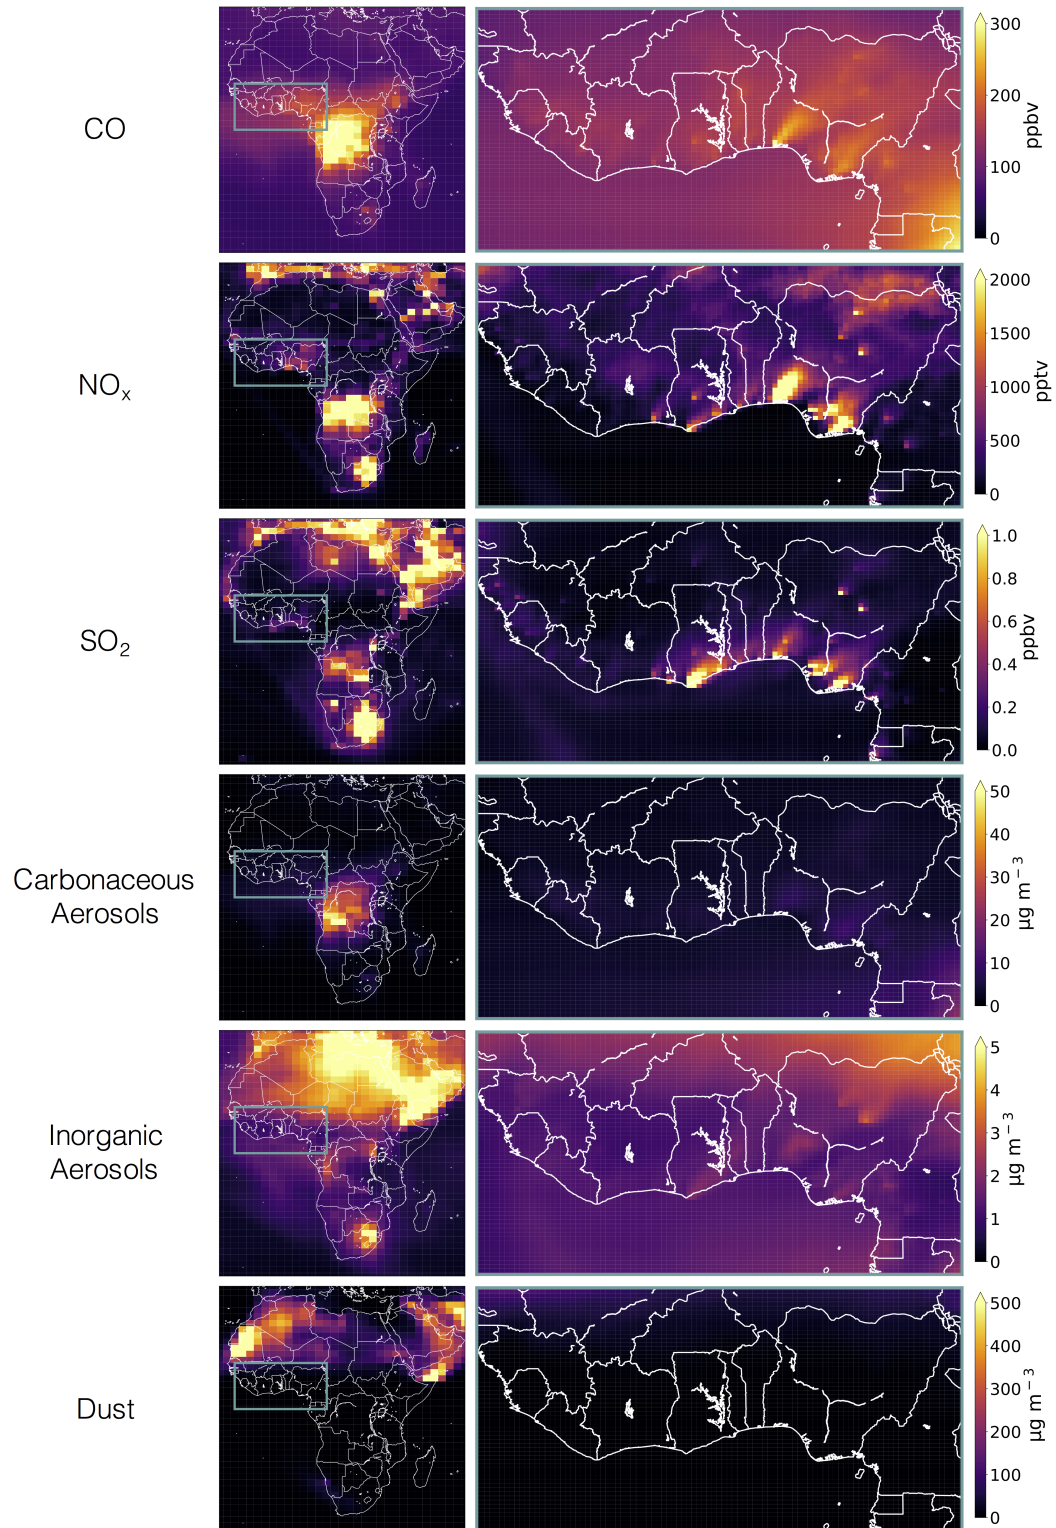 CO
300
200
100
0
ppbv
NOₓ
2000
1500
1000
500
0
pptv
SO₂
1.0
0.8
0.6
0.4
0.2
0.0
ppbv
Carbonaceous
Aerosols
50
40
30
20
10
0
µg m⁻³
Inorganic
Aerosols
5
4
3
2
1
0
µg m⁻³
Dust
500
400
300
200
100
0
µg m⁻³